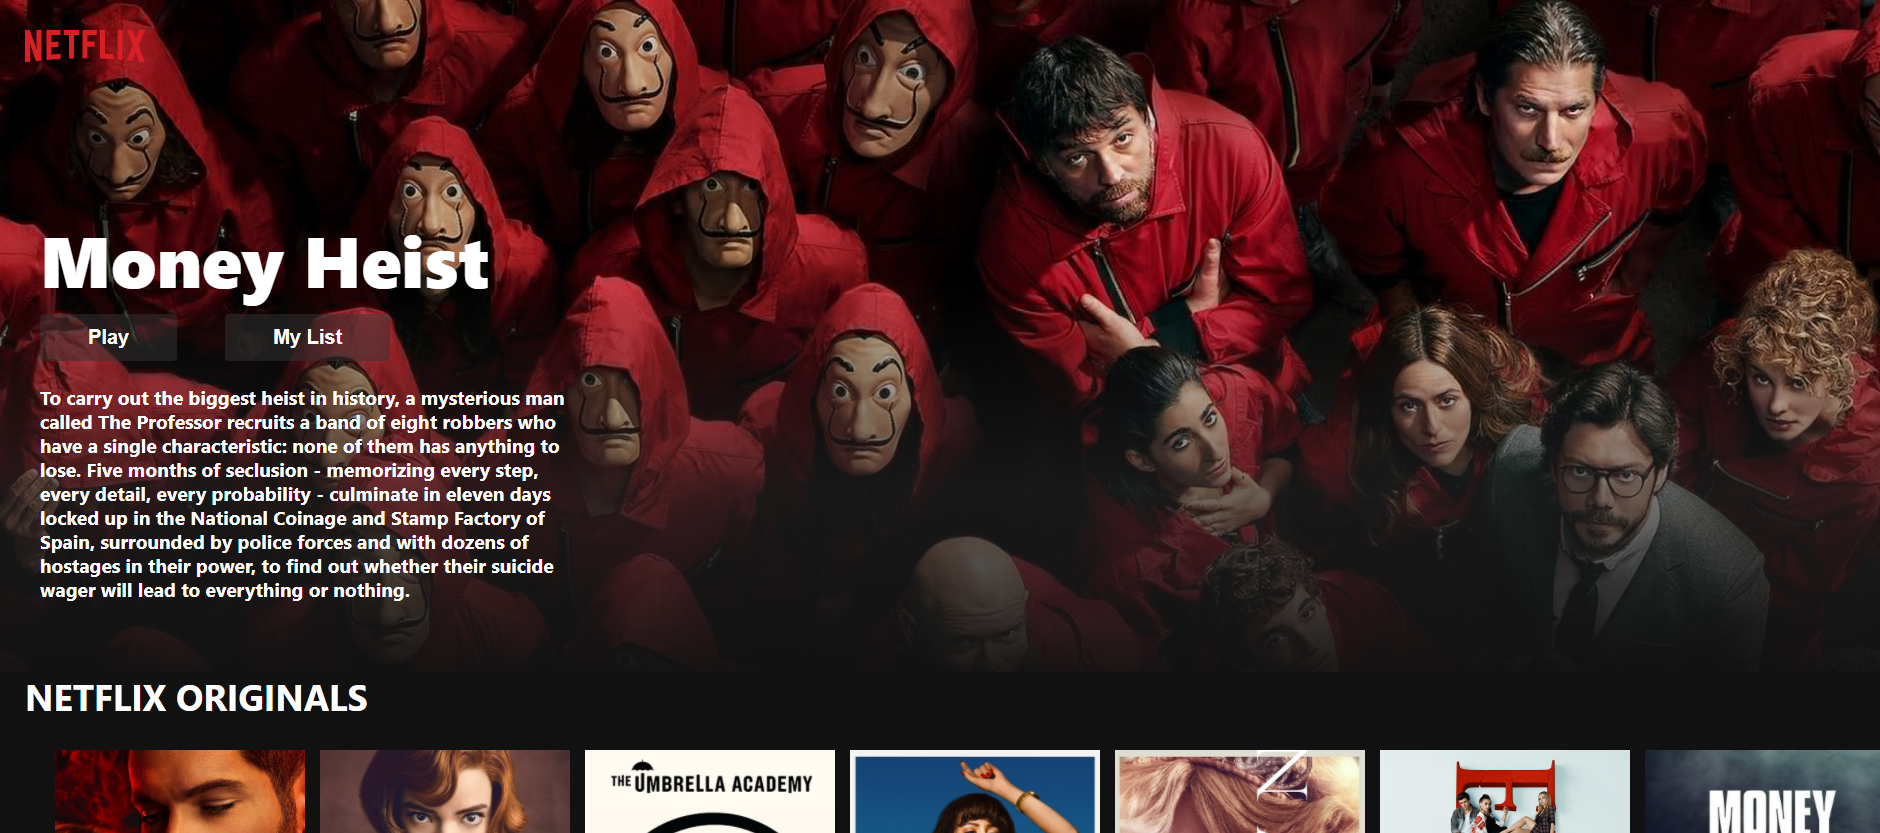 NETFLIX
Money Heist
Play
My List
To carry out the biggest heist in history, a mysterious man
called The Professor recruits a band of eight robbers who
have a single characteristic: none of them has anything to
lose. Five months of seclusion - memorizing every step,
every detail, every probability - culminate in eleven days
locked up in the National Coinage and Stamp Factory of
Spain, surrounded by police forces and with dozens of
hostages in their power, to find out whether their suicide
wager will lead to everything or nothing.
NETFLIX ORIGINALS
THE UMBRELLA ACADEMY
MONEY